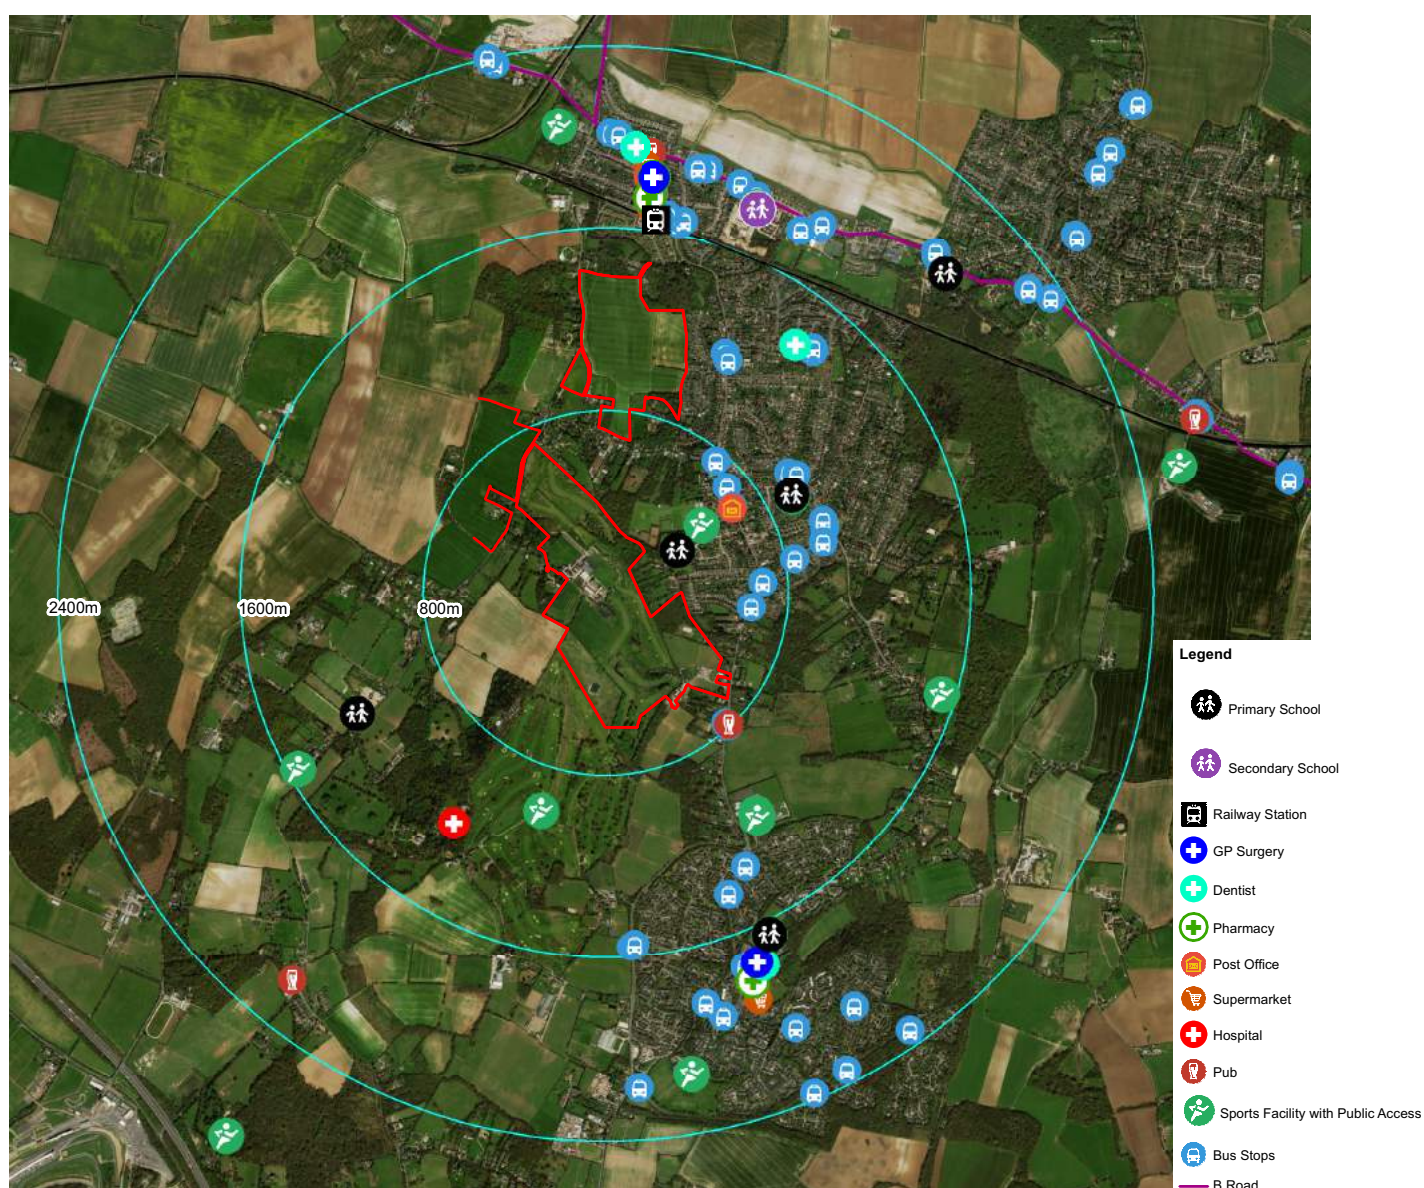 2400m
1600m
800m
Legend
Primary School
Secondary School
Railway Station
GP Surgery
Dentist
Pharmacy
Post Office
Supermarket
Hospital
Pub
Sports Facility with Public Access
Bus Stops
B Road